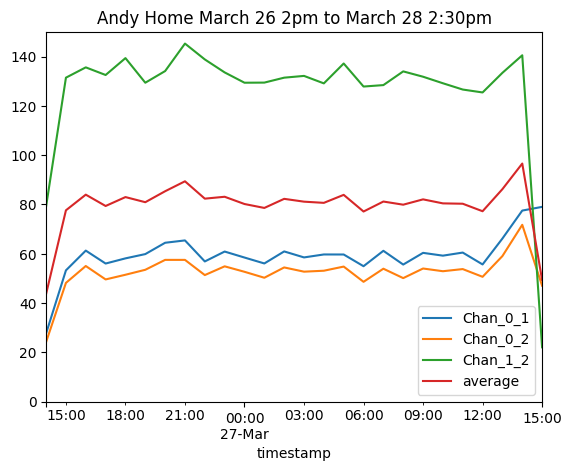 Andy Home March 26 2pm to March 28 2:30pm
140
120
100
80
60
40
20
0
Chan_0_1
Chan_0_2
Chan_1_2
average
15:00 18:00 21:00 00:00 03:00 06:00 09:00 12:00 15:00
27-Mar
timestamp